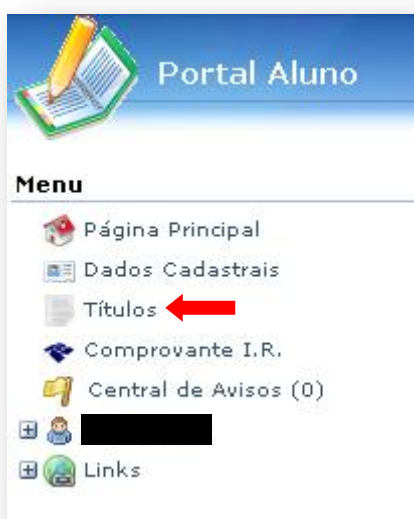 Portal Aluno
Menu
Página Principal
Dados Cadastrais
Títulos
Comprovante I.R.
Central de Avisos (0)
Links